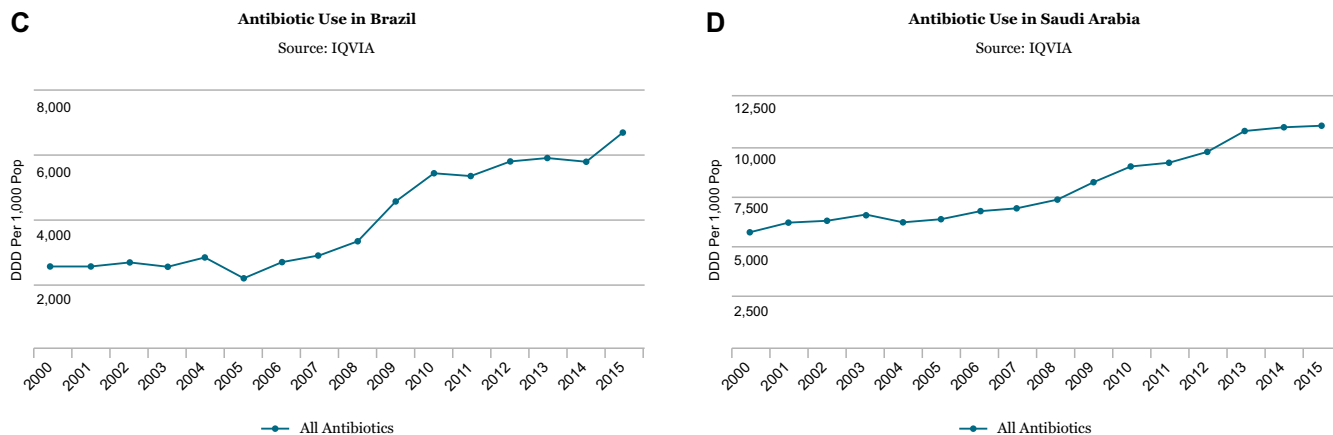 C
Antibiotic Use in Brazil
Source: IQVIA
8,000
6,000
4,000
2,000
DDD Per 1,000 Pop
2000 2001 2002 2003 2004 2005 2006 2007 2008 2009 2010 2011 2012 2013 2014 2015
All Antibiotics
D
Antibiotic Use in Saudi Arabia
Source: IQVIA
12,500
10,000
7,500
5,000
2,500
DDD Per 1,000 Pop
2000 2001 2002 2003 2004 2005 2006 2007 2008 2009 2010 2011 2012 2013 2014 2015
All Antibiotics